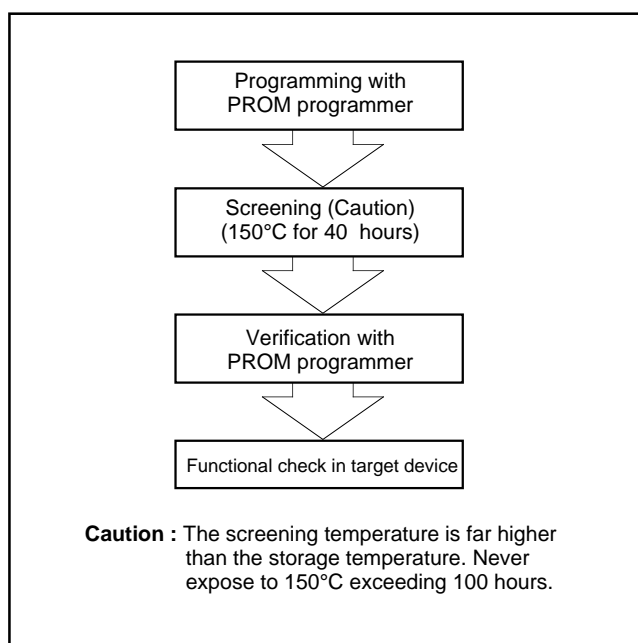 Programming with
PROM programmer
Screening (Caution)
(150°C for 40 hours)
Verification with
PROM programmer
Functional check in target device
Caution : The screening temperature is far higher
than the storage temperature. Never
expose to 150°C exceeding 100 hours.